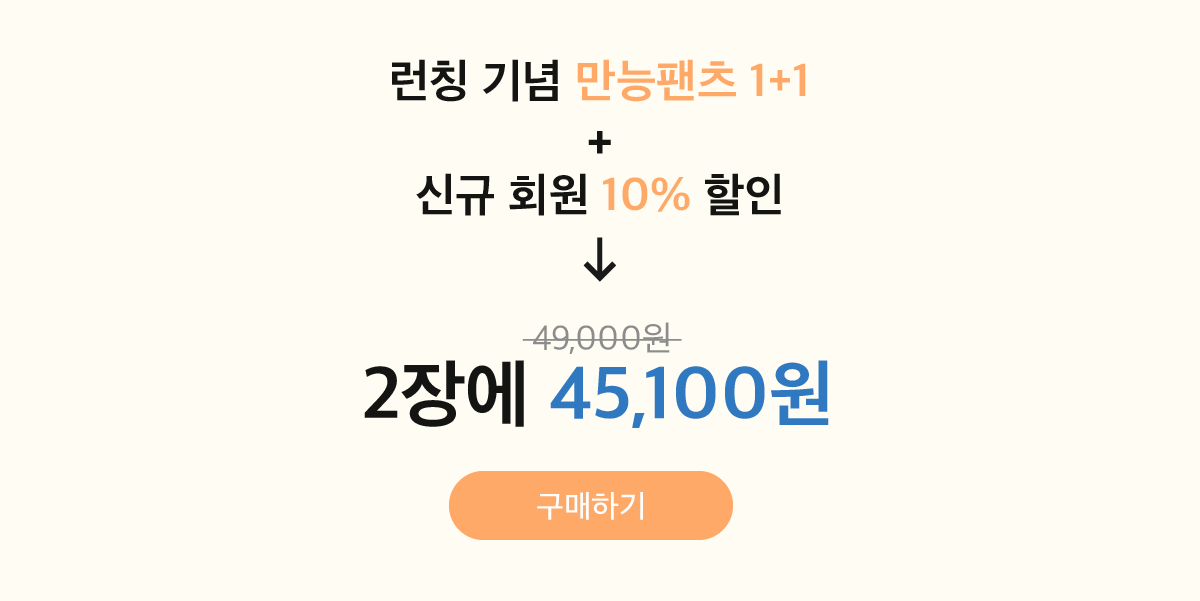 런칭 기념 만능팬츠 1+1
+
신규 회원 10% 할인
↓
49,000원
2장에 45,100원
구매하기